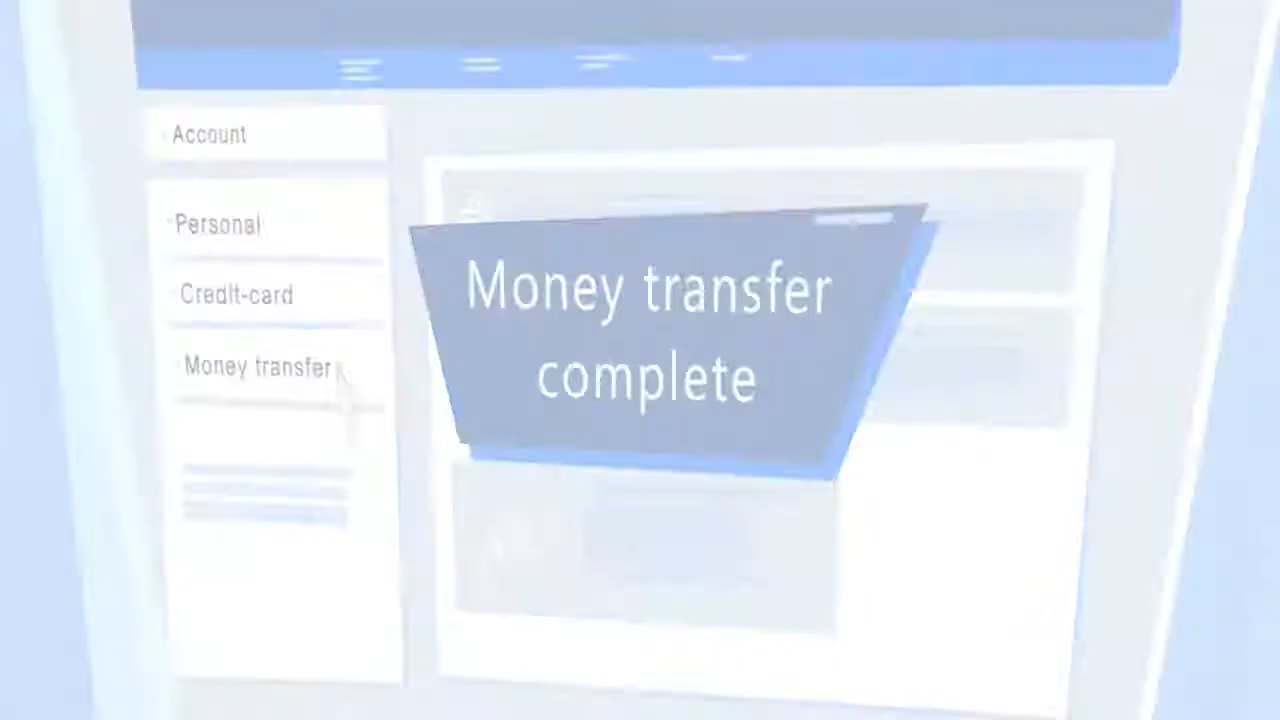 Account
Personal
Credit-card
Money transfer
Money transfer
complete